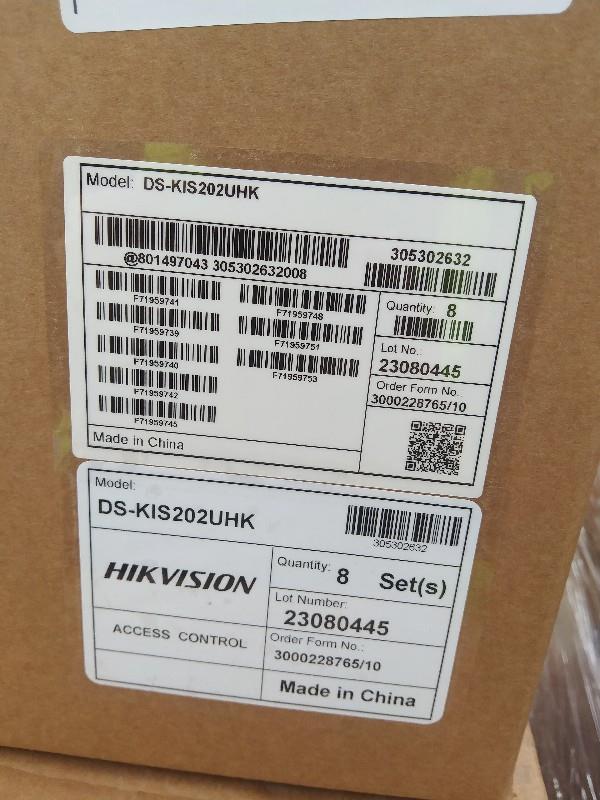 Model: DS-KIS202UHK
@801497043 305302632008
305302632
F71959741
F71959739
F71959740
F71959742
F71959745
F71959748
F71959751
F71959753
Quantity: 8
Lot No.:
23080445
Order Form No.
3000228765/10
Made in China
Model:
DS-KIS202UHK
305302632
HIKVISION
ACCESS CONTROL
Quantity: 8 Set(s)
Lot Number:
23080445
Order Form No.:
3000228765/10
Made in China